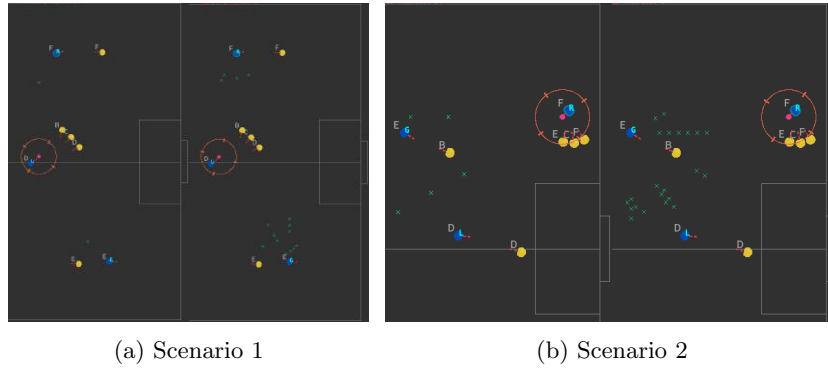 F R F F R F
B B
D D
D L D L
E E G E E G
F R F R
E G E G
E C F E C F
B B
D L D L
D D
(a) Scenario 1 (b) Scenario 2